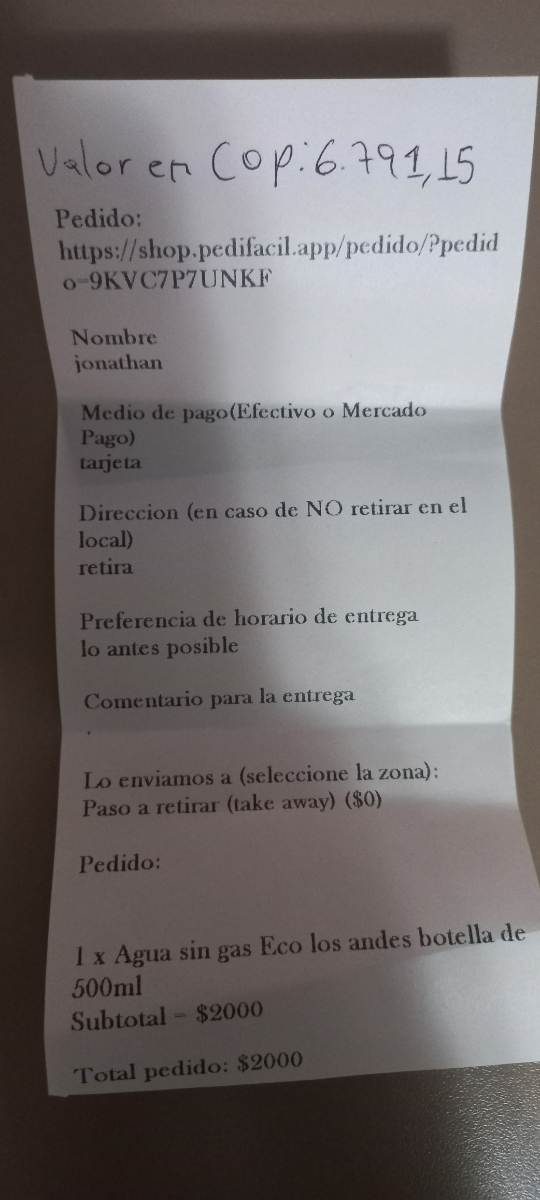 Valor en Cop: 6.791,15
Pedido:
https://shop.pedifacil.app/pedido/?pedid
o=9KVC7P7UNKF
Nombre
jonathan
Medio de pago(Efectivo o Mercado
Pago)
tarjeta
Direccion (en caso de NO retirar en el
local)
retira
Preferencia de horario de entrega
lo antes posible
Comentario para la entrega
.
Lo enviamos a (seleccione la zona):
Paso a retirar (take away) ($0)
Pedido:
1 x Agua sin gas Eco los andes botella de
500ml
Subtotal = $2000
Total pedido: $2000